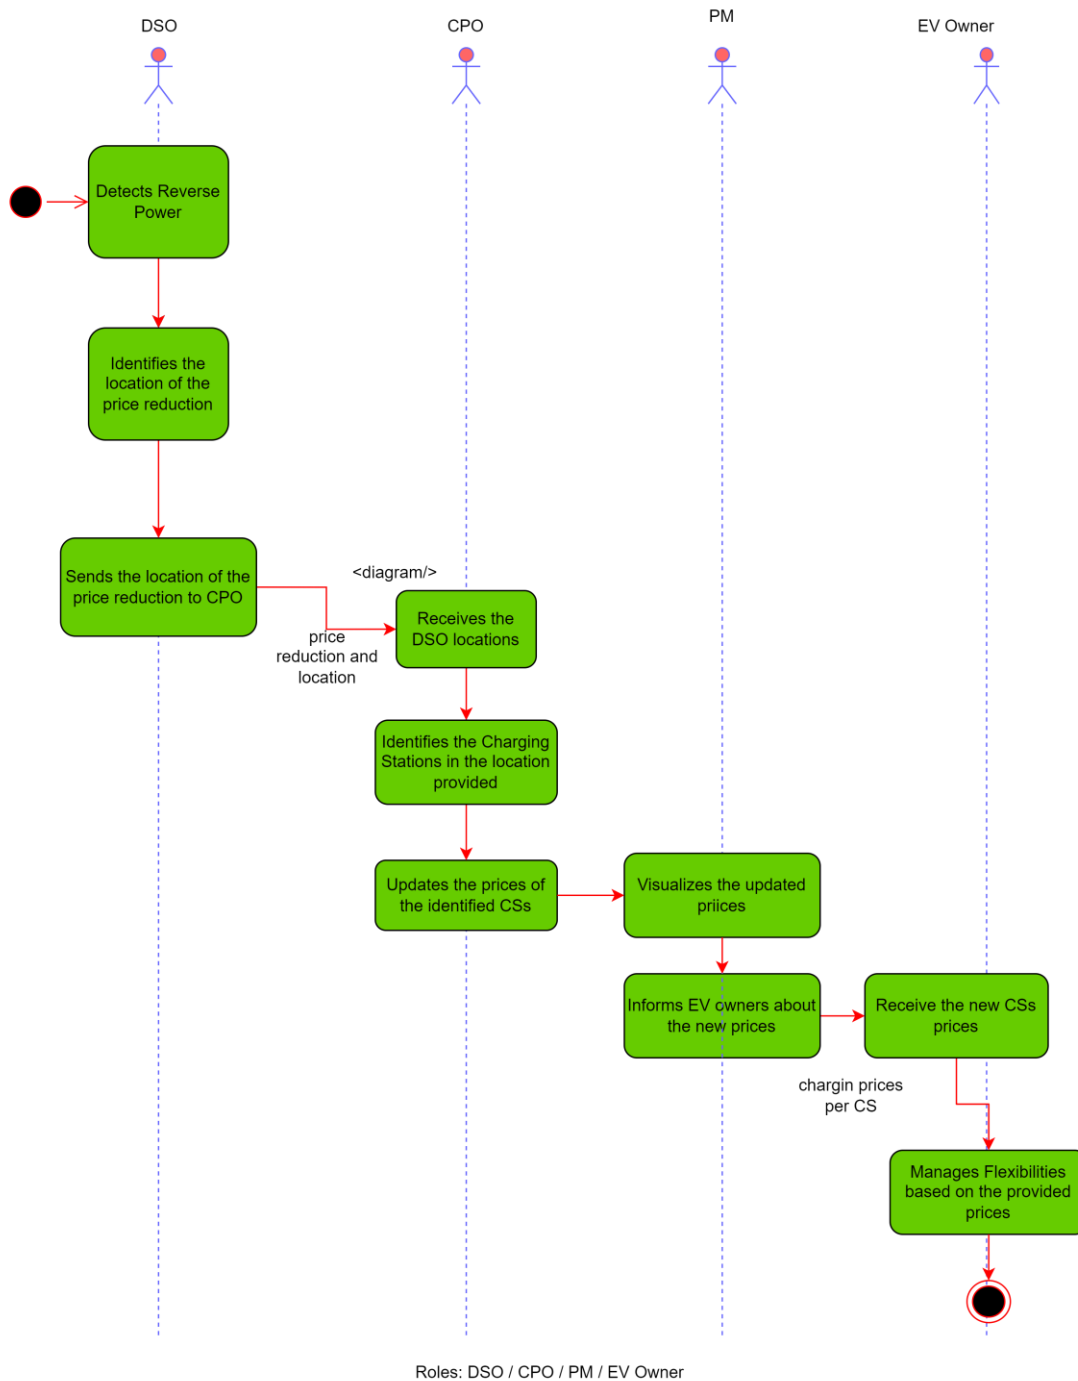 DSO
CPO
PM
EV Owner
Detects Reverse
Power
Identifies the
location of the
price reduction
Sends the location of the
price reduction to CPO
<diagram/>
price
reduction and
location
Receives the
DSO locations
Identifies the Charging
Stations in the location
provided
Updates the prices of
the identified CSs
Visualizes the updated
priices
Informs EV owners about
the new prices
Receive the new CSs
prices
chargin prices
per CS
Manages Flexibilities
based on the provided
prices
Roles: DSO / CPO / PM / EV Owner